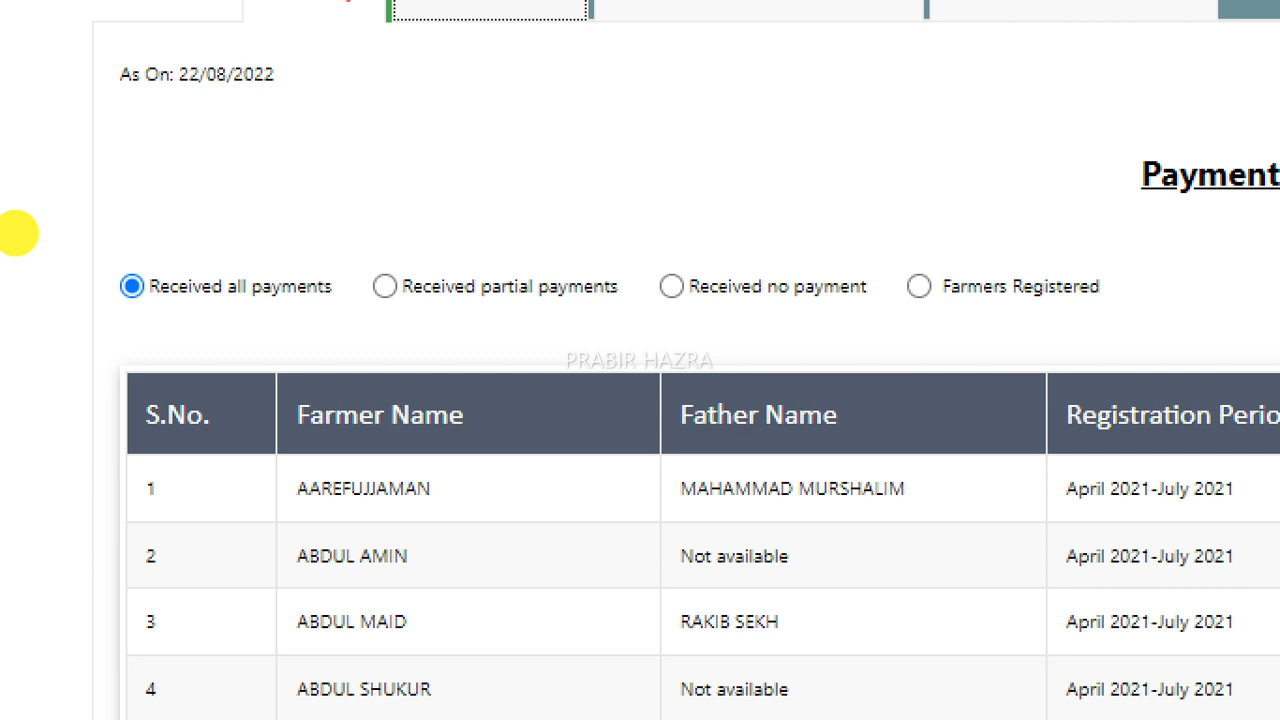 As On: 22/08/2022
Payment
Received all payments Received partial payments Received no payment Farmers Registered
PRABIR HAZRA
S.No. Farmer Name Father Name Registration Perio
1 AAREFUJJAMAN MAHAMMAD MURSHALIM April 2021-July 2021
2 ABDUL AMIN Not available April 2021-July 2021
3 ABDUL MAID RAKIB SEKH April 2021-July 2021
4 ABDUL SHUKUR Not available April 2021-July 2021